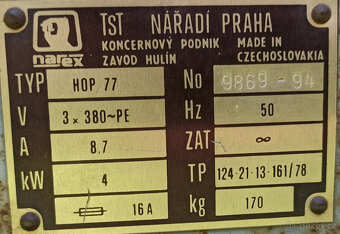 TST NÁŘADÍ PRAHA
narex
KONCERNOVÝ PODNIK
ZÁVOD HULÍN
MADE IN
CZECHOSLOVAKIA
TYP HOP 77 No 9869-94
V 3×380~PE Hz 50
A 8,7 ZAT ∞
kW 4 TP 124-21-13-161/78
16A kg 170